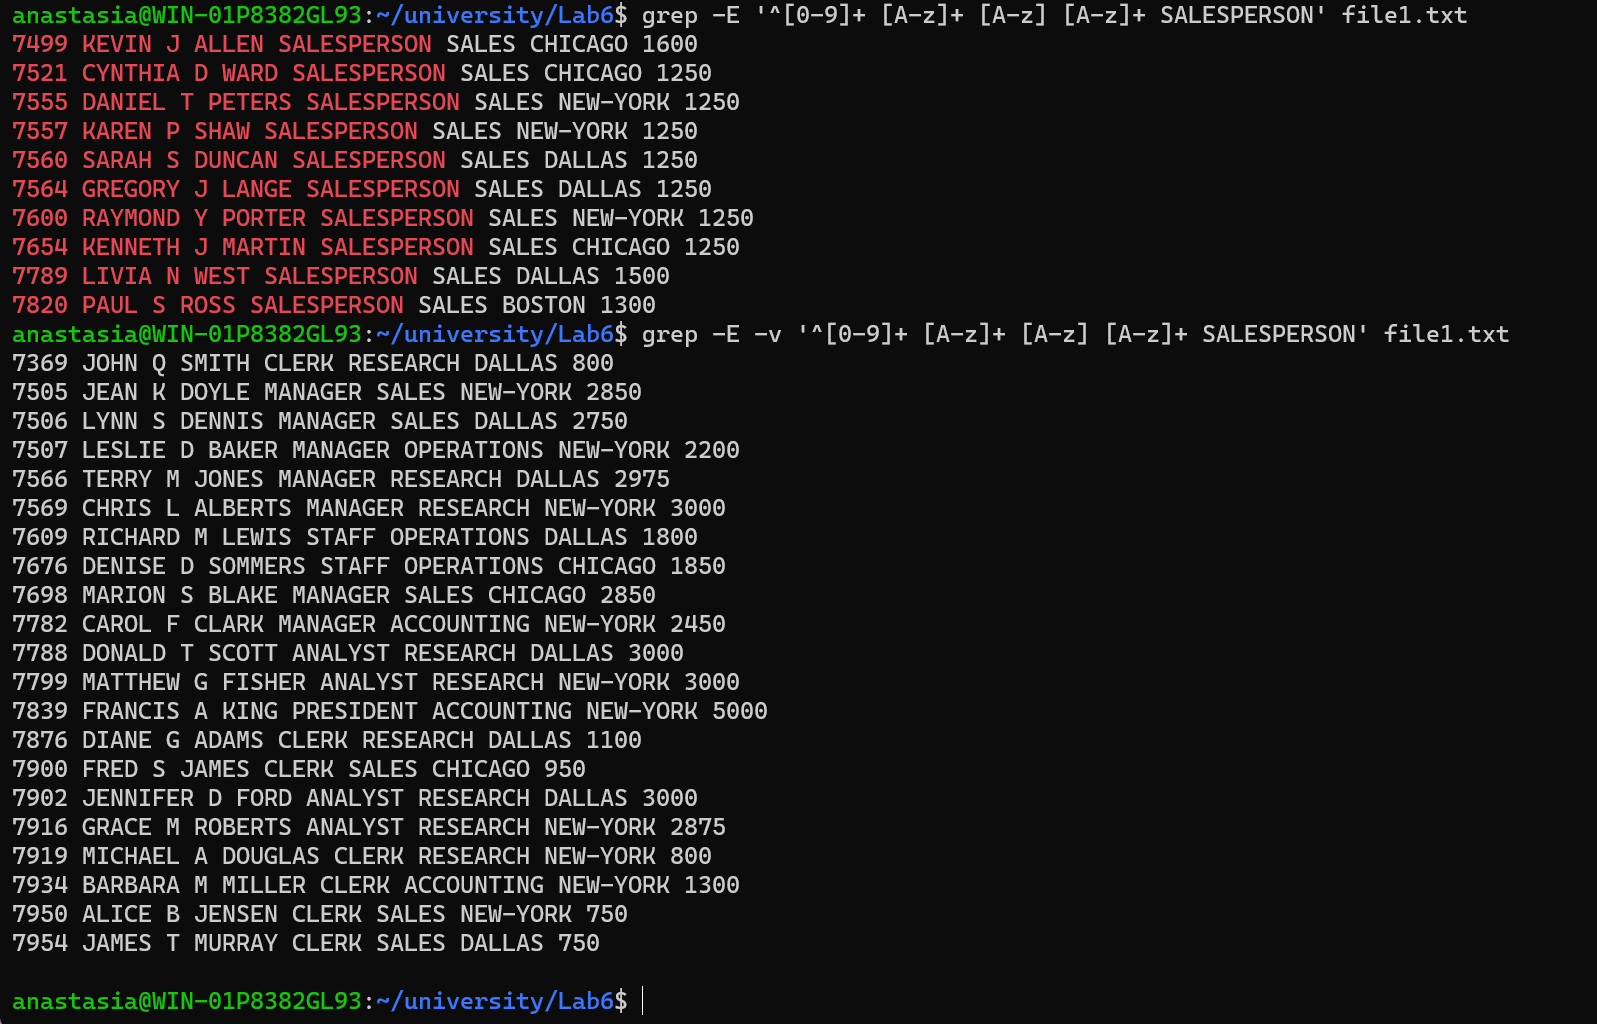 anastasia@WIN-01P8382GL93:~/university/Lab6$ grep -E '^[0-9]+ [A-z]+ [A-z] [A-z]+ SALESPERSON' file1.txt
7499 KEVIN J ALLEN SALESPERSON SALES CHICAGO 1600
7521 CYNTHIA D WARD SALESPERSON SALES CHICAGO 1250
7555 DANIEL T PETERS SALESPERSON SALES NEW-YORK 1250
7557 KAREN P SHAW SALESPERSON SALES NEW-YORK 1250
7560 SARAH S DUNCAN SALESPERSON SALES DALLAS 1250
7564 GREGORY J LANGE SALESPERSON SALES DALLAS 1250
7600 RAYMOND Y PORTER SALESPERSON SALES NEW-YORK 1250
7654 KENNETH J MARTIN SALESPERSON SALES CHICAGO 1250
7789 LIVIA N WEST SALESPERSON SALES DALLAS 1500
7820 PAUL S ROSS SALESPERSON SALES BOSTON 1300
anastasia@WIN-01P8382GL93:~/university/Lab6$ grep -E -v '^[0-9]+ [A-z]+ [A-z] [A-z]+ SALESPERSON' file1.txt
7369 JOHN Q SMITH CLERK RESEARCH DALLAS 800
7505 JEAN K DOYLE MANAGER SALES NEW-YORK 2850
7506 LYNN S DENNIS MANAGER SALES DALLAS 2750
7507 LESLIE D BAKER MANAGER OPERATIONS NEW-YORK 2200
7566 TERRY M JONES MANAGER RESEARCH DALLAS 2975
7569 CHRIS L ALBERTS MANAGER RESEARCH NEW-YORK 3000
7609 RICHARD M LEWIS STAFF OPERATIONS DALLAS 1800
7676 DENISE D SOMMERS STAFF OPERATIONS CHICAGO 1850
7698 MARION S BLAKE MANAGER SALES CHICAGO 2850
7782 CAROL F CLARK MANAGER ACCOUNTING NEW-YORK 2450
7788 DONALD T SCOTT ANALYST RESEARCH DALLAS 3000
7799 MATTHEW G FISHER ANALYST RESEARCH NEW-YORK 3000
7839 FRANCIS A KING PRESIDENT ACCOUNTING NEW-YORK 5000
7876 DIANE G ADAMS CLERK RESEARCH DALLAS 1100
7900 FRED S JAMES CLERK SALES CHICAGO 950
7902 JENNIFER D FORD ANALYST RESEARCH DALLAS 3000
7916 GRACE M ROBERTS ANALYST RESEARCH NEW-YORK 2875
7919 MICHAEL A DOUGLAS CLERK RESEARCH NEW-YORK 800
7934 BARBARA M MILLER CLERK ACCOUNTING NEW-YORK 1300
7950 ALICE B JENSEN CLERK SALES NEW-YORK 750
7954 JAMES T MURRAY CLERK SALES DALLAS 750
anastasia@WIN-01P8382GL93:~/university/Lab6$